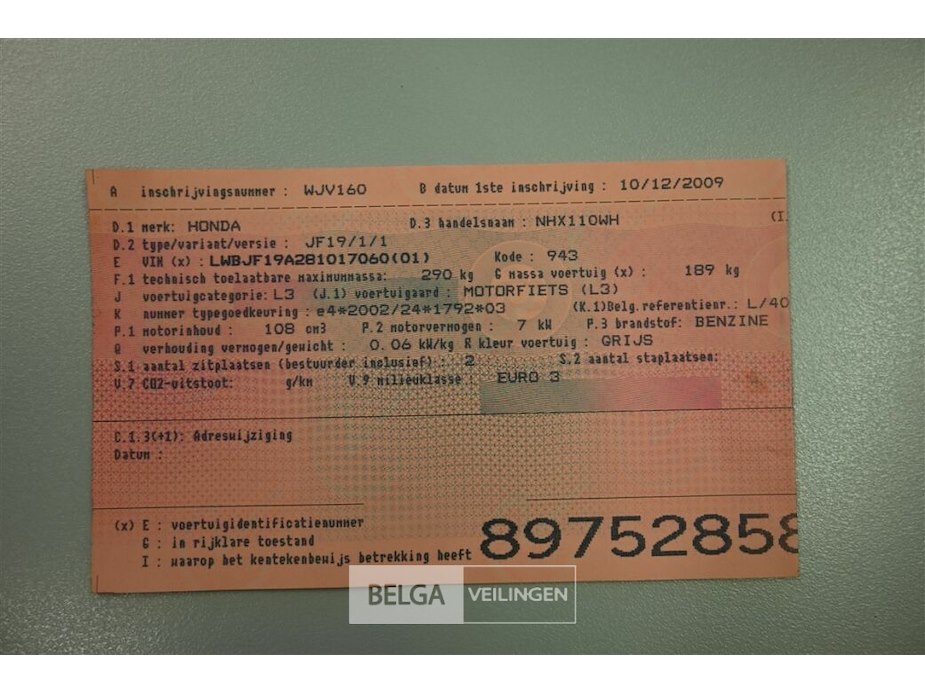 A inschrijvingsnummer : WJV160 B datum 1ste inschrijving : 10/12/2009
D.1 merk: HONDA D.3 handelsnaam : NHX110WH (I.
D.2 type/variant/versie : JF19/1/1
E VIN (x) : LWBJF19A281017060(01) Kode : 943
F.1 technisch toelaatbare maximummassa: 290 kg G massa voertuig (x) : 189 kg
J voertuigcategorie: L3 (J.1) voertuigaard : MOTORFIETS (L3)
K nummer typegoedkeuring : e4*2002/24*1792*03 (K.1)Belg.referentienr.: L/40
P.1 motorinhoud : 108 cm3 P.2 motorvermogen : 7 kW P.3 brandstof: BENZINE
Q verhouding vermogen/gewicht : 0.06 kW/kg R kleur voertuig : GRIJS
S.1 aantal zitplaatsen (bestuurder inclusief) : 2 S.2 aantal staplaatsen:
V.7 CO2-uitstoot: g/km V.9 milieuklasse : EURO 3
C.1.3(+1): Adreswijziging
Datum :
(x) E : voertuigidentificatienummer
G : in rijklare toestand
I : waarop het kentekenbewijs betrekking heeft
89752858
BELGA VEILINGEN